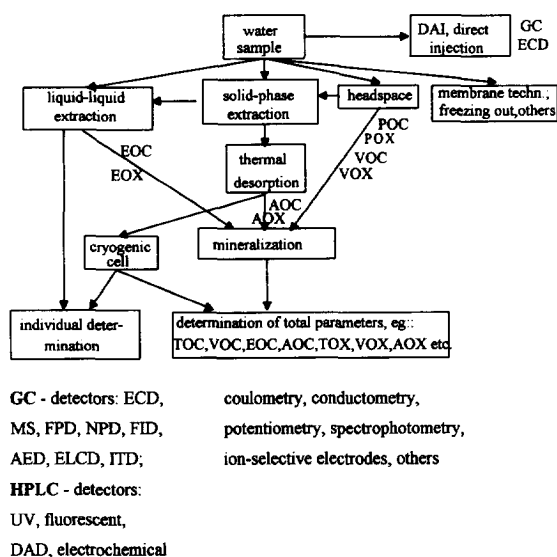 water
sample
DAI, direct
injection
GC
ECD
liquid-liquid
extraction
solid-phase
extraction
headspace
membrane techn.;
freezing out,others
EOC
EOX
POC
POX
VOC
VOX
thermal
desorption
AOC
AOX
cryogenic
cell
mineralization
individual deter-
mination
determination of total parameters, eg::
TOC,VOC,EOC,AOC,TOX,VOX,AOX etc.
GC - detectors: ECD,
MS, FPD, NPD, FID,
AED, ELCD, ITD;
HPLC - detectors:
UV, fluorescent,
DAD, electrochemical
coulometry, conductometry,
potentiometry, spectrophotometry,
ion-selective electrodes, others